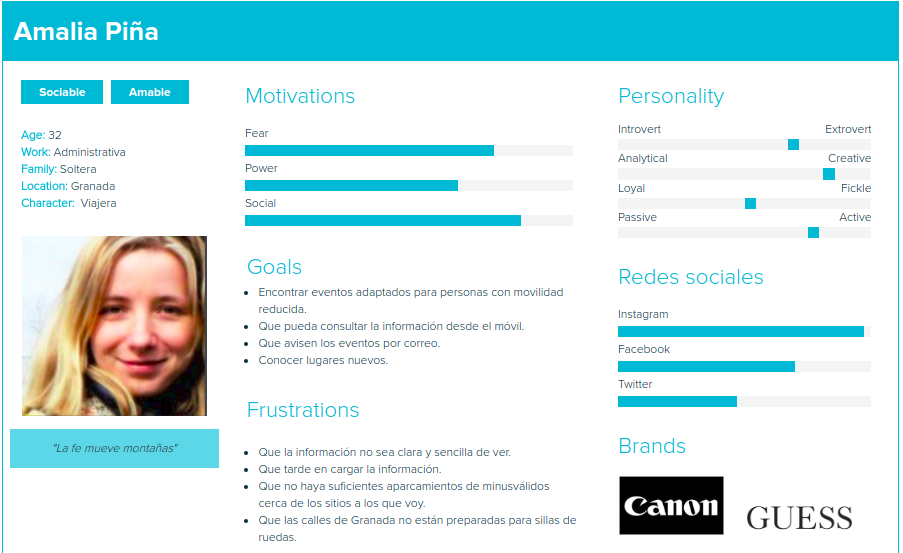 Amalia Piña
Sociable
Amable
Age: 32
Work: Administrativa
Family: Soltera
Location: Granada
Character: Viajera
"La fe mueve montañas"
Motivations
Fear
Power
Social
Goals
Encontrar eventos adaptados para personas con movilidad
reducida.
Que pueda consultar la información desde el móvil.
Que avisen los eventos por correo.
Conocer lugares nuevos.
Frustrations
Que la información no sea clara y sencilla de ver.
Que tarde en cargar la información.
Que no haya suficientes aparcamientos de minusválidos
cerca de los sitios a los que voy.
Que las calles de Granada no están preparadas para sillas de
ruedas.
Personality
Introvert Extrovert
Analytical Creative
Loyal Fickle
Passive Active
Redes sociales
Instagram
Facebook
Twitter
Brands
Canon
GUESS